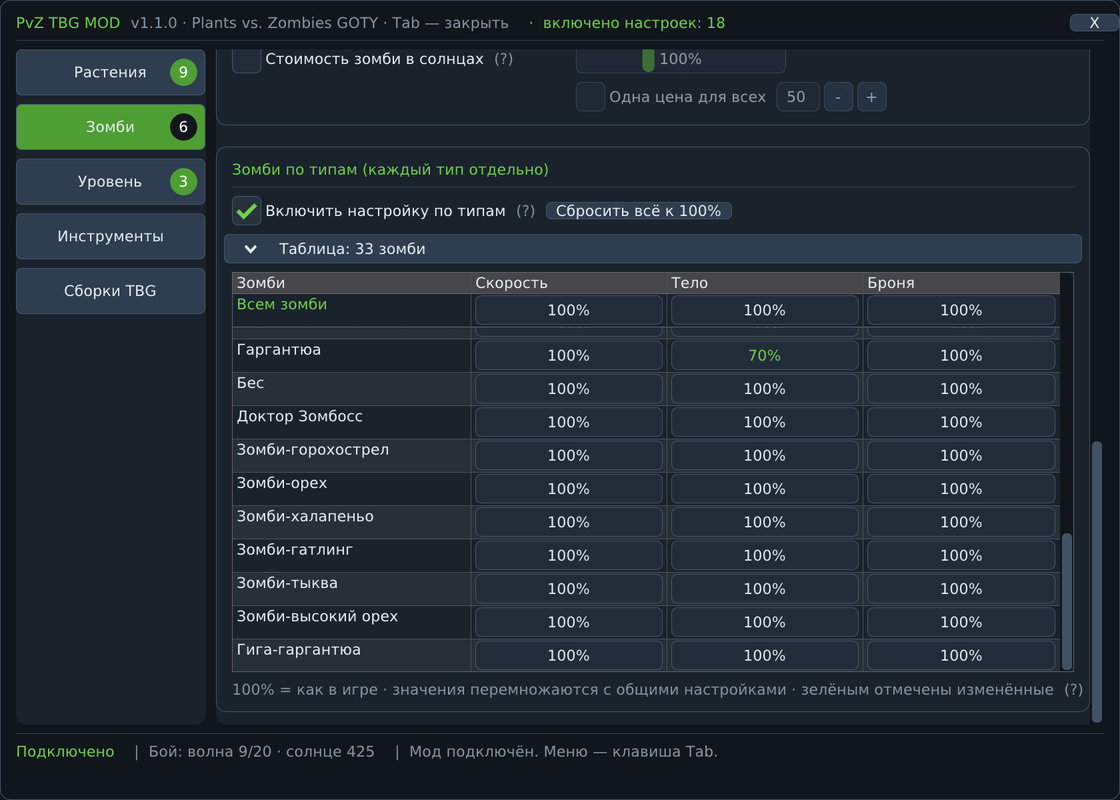 PvZ TBG MOD v1.1.0 · Plants vs. Zombies GOTY · Tab — закрыть · включено настроек: 18 X
Растения 9
Зомби 6
Уровень 3
Инструменты
Сборки TBG
Стоимость зомби в солнцах (?) 100%
Одна цена для всех 50 - +
Зомби по типам (каждый тип отдельно)
Включить настройку по типам (?) Сбросить всё к 100%
Таблица: 33 зомби
Зомби Скорость Тело Броня
Всем зомби 100% 100% 100%
Гаргантюа 100% 70% 100%
Бес 100% 100% 100%
Доктор Зомбосс 100% 100% 100%
Зомби-горохострел 100% 100% 100%
Зомби-орех 100% 100% 100%
Зомби-халапеньо 100% 100% 100%
Зомби-гатлинг 100% 100% 100%
Зомби-тыква 100% 100% 100%
Зомби-высокий орех 100% 100% 100%
Гига-гаргантюа 100% 100% 100%
100% = как в игре · значения перемножаются с общими настройками · зелёным отмечены изменённые (?)
Подключено | Бой: волна 9/20 · солнце 425 | Мод подключён. Меню — клавиша Tab.